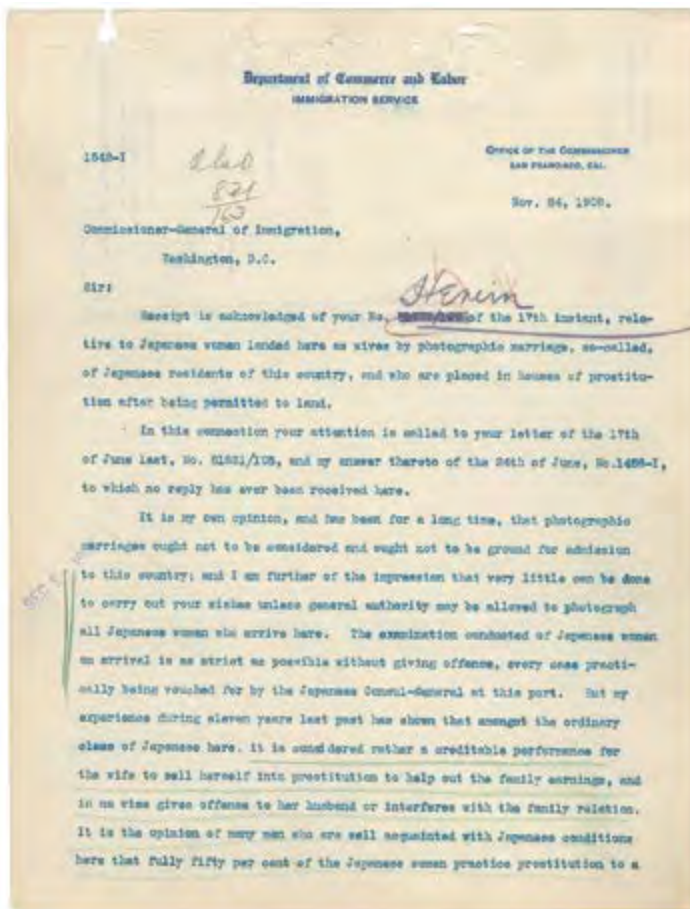 Department of Commerce and Labor
IMMIGRATION SERVICE
OFFICE OF THE COMMISSIONER
SAN FRANCISCO, CAL.
Nov. 24, 1908.
Commissioner-General of Immigration,
Washington, D.C.
Sir:
Herein
Receipt is acknowledged of your No. of the 17th instant, rela-
tive to Japanese women landed here as wives by photographic marriage, so-called,
of Japanese residents of this country, and who are placed in houses of prostitu-
tion after being permitted to land.
In this connection your attention is called to your letter of the 17th
of June last, No. and my answer thereto of the 24th of June,
to which no reply has ever been received here.
It is my own opinion, and has been for a long time, that photographic
marriages ought not to be considered and ought not to be ground for admission
to this country; and I am further of the impression that very little can be done
to carry out your wishes unless general authority may be allowed to photograph
all Japanese women who arrive here. The examination conducted of Japanese women
on arrival is as strict as possible without giving offense, every one practi-
cally being vouched for by the Japanese Consul-General at this port. But my
experience during eleven years last past has shown that amongst the ordinary
class of Japanese here, it is considered rather a creditable performance for
the wife to sell herself into prostitution to help out the family earnings, and
in no wise gives offense to her husband or interferes with the family relation.
It is the opinion of many men who are well acquainted with Japanese conditions
here that fully fifty per cent of the Japanese women practice prostitution to a